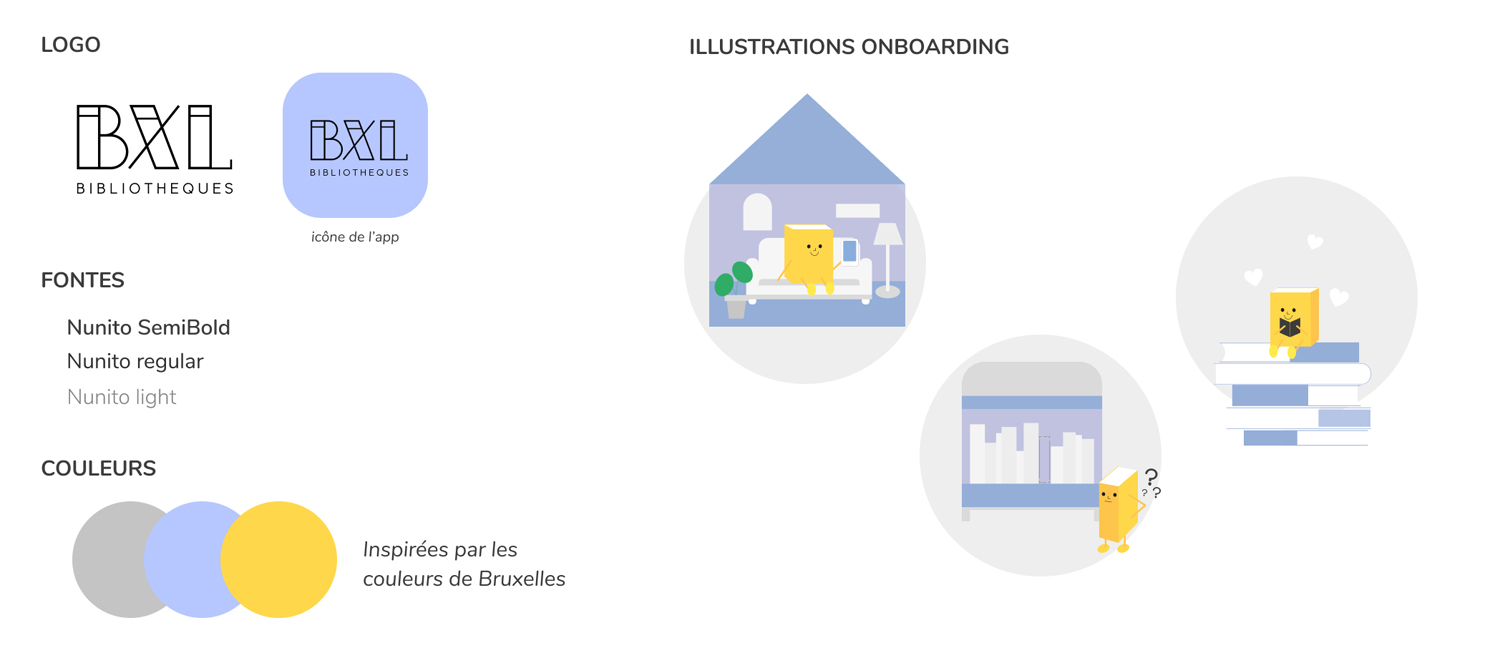 LOGO
BXL
BIBLIOTHEQUES
BXL
BIBLIOTHEQUES
icône de l'app
FONTES
Nunito SemiBold
Nunito regular
Nunito light
COULEURS
Inspirées par les
couleurs de Bruxelles
ILLUSTRATIONS ONBOARDING
?
? ?